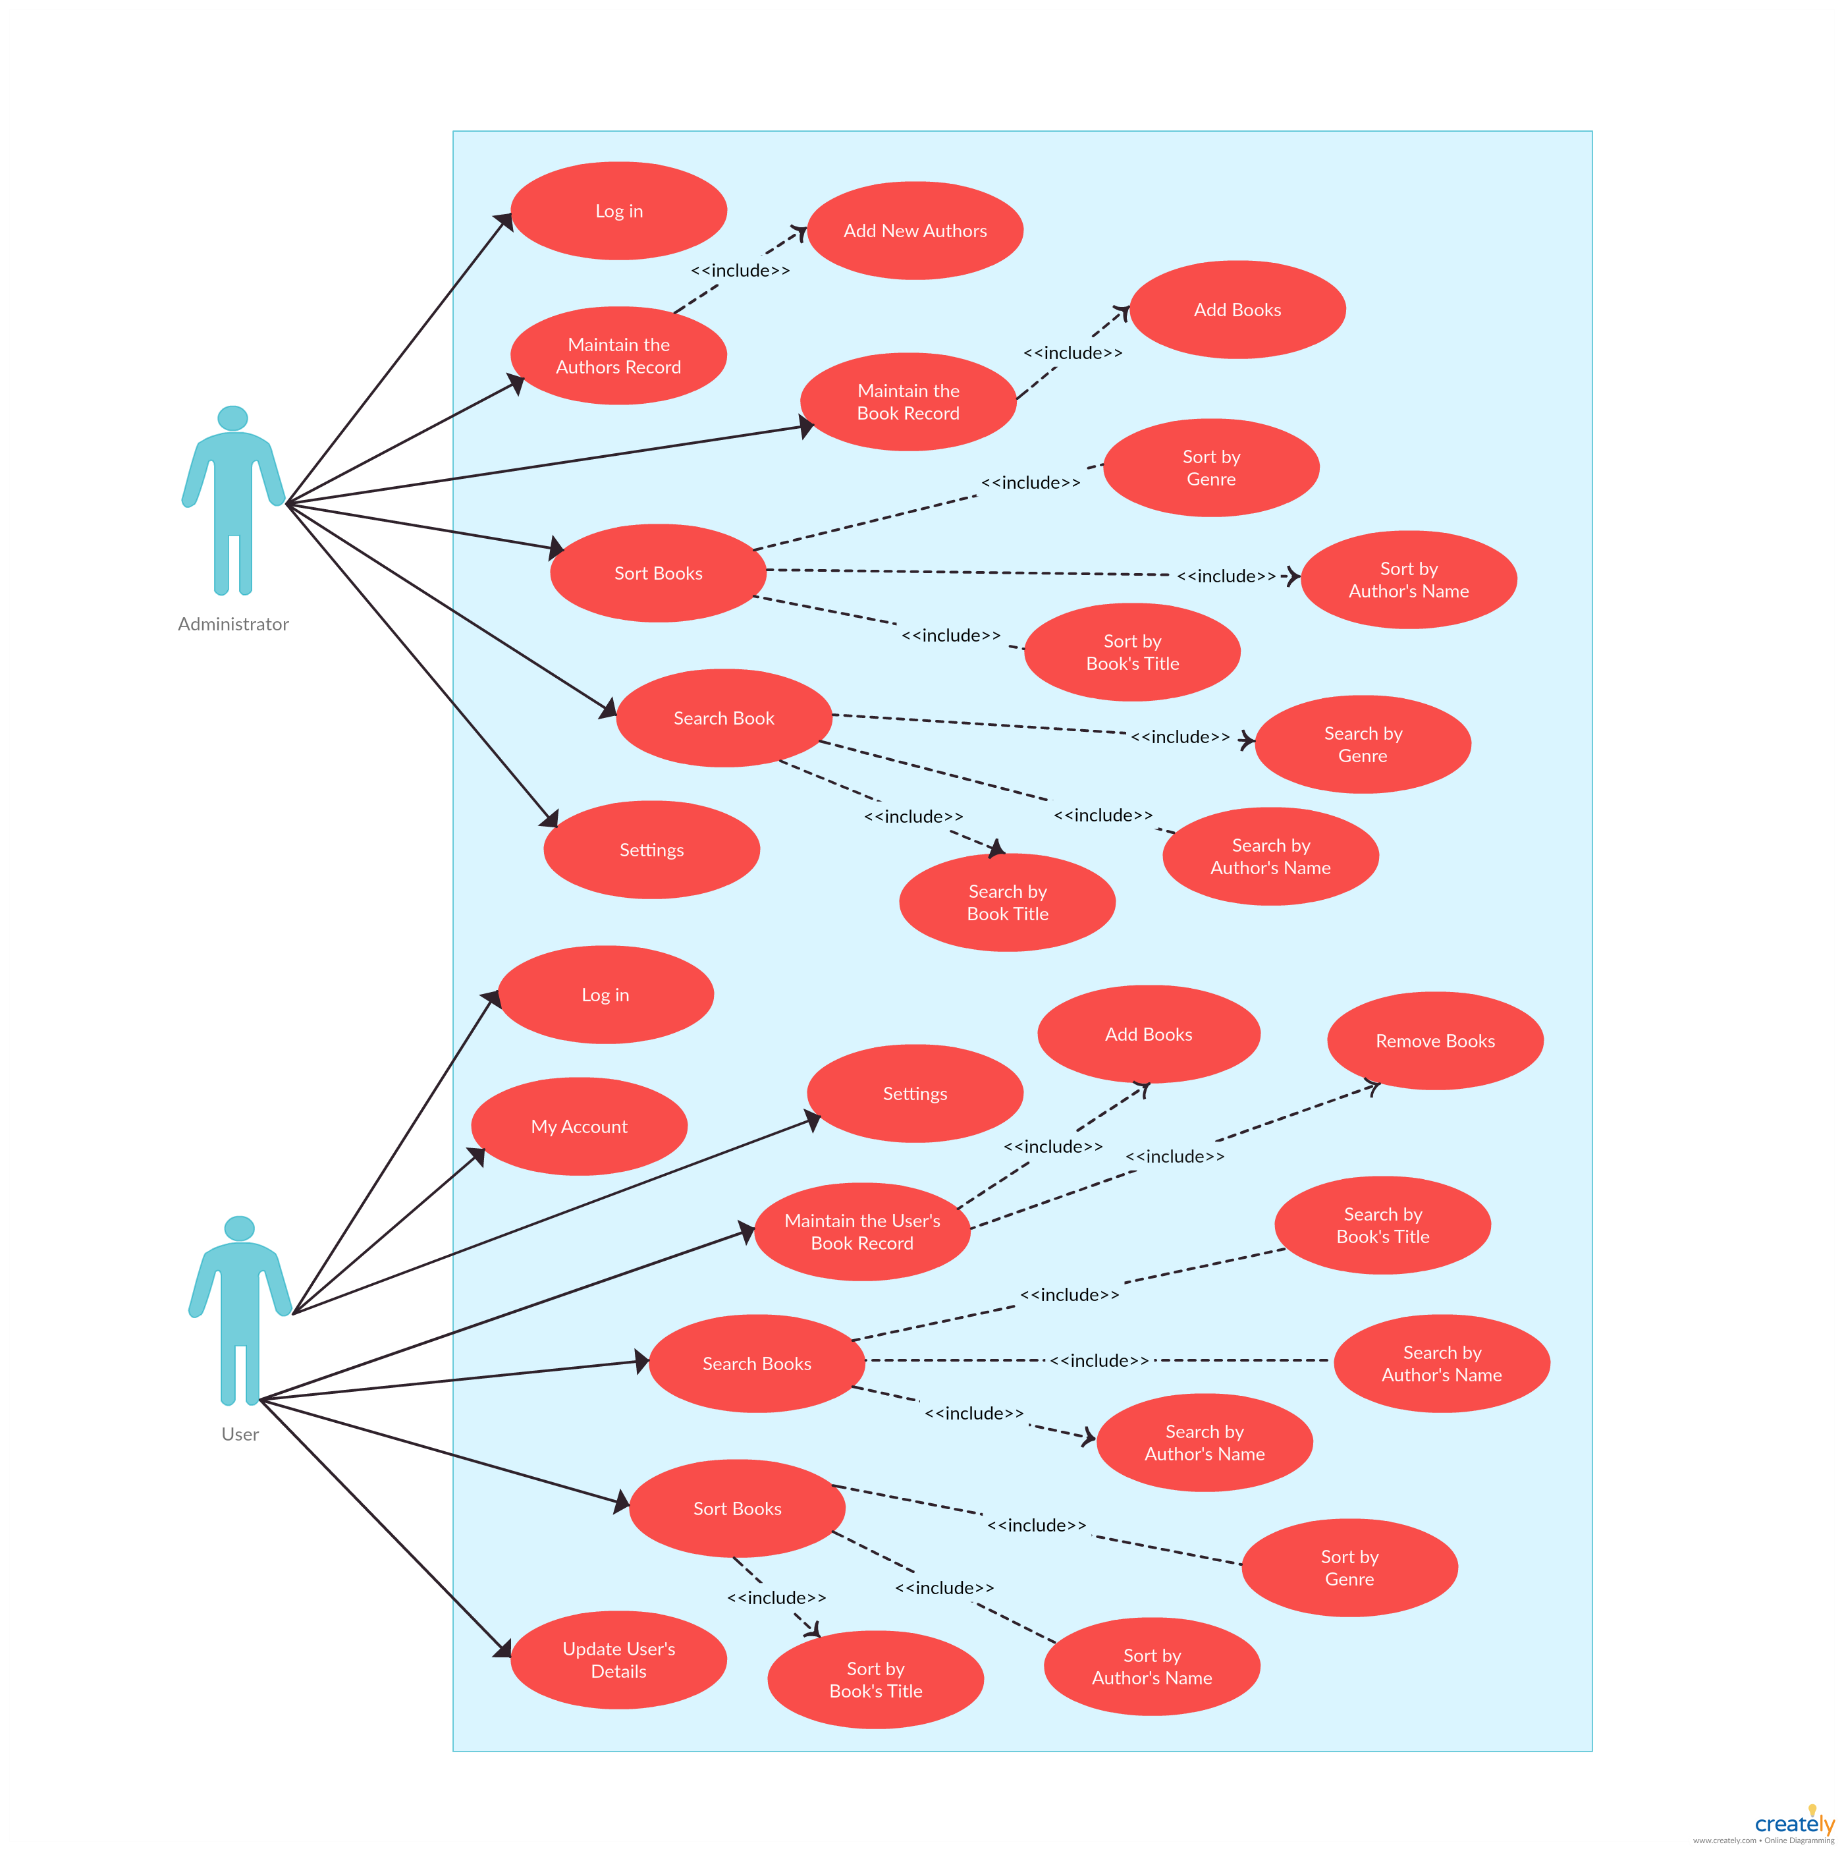 Log in
Add New Authors
<<include>>
Add Books
Maintain the
Authors Record
<<include>>
Maintain the
Book Record
Sort by
Genre
<<include>>
Sort Books
<<include>>
Sort by
Author's Name
Administrator
<<include>>
Sort by
Book's Title
Search Book
<<include>>
Search by
Genre
<<include>>
<<include>>
Settings
Search by
Author's Name
Search by
Book Title
Log in
Add Books
Remove Books
Settings
My Account
<<include>>
<<include>>
Maintain the User's
Book Record
Search by
Book's Title
<<include>>
Search Books
<<include>>
Search by
Author's Name
<<include>>
Search by
Author's Name
User
Sort Books
<<include>>
Sort by
Genre
<<include>>
<<include>>
Update User's
Details
Sort by
Book's Title
Sort by
Author's Name
creately
www.creately.com • Online Diagramming